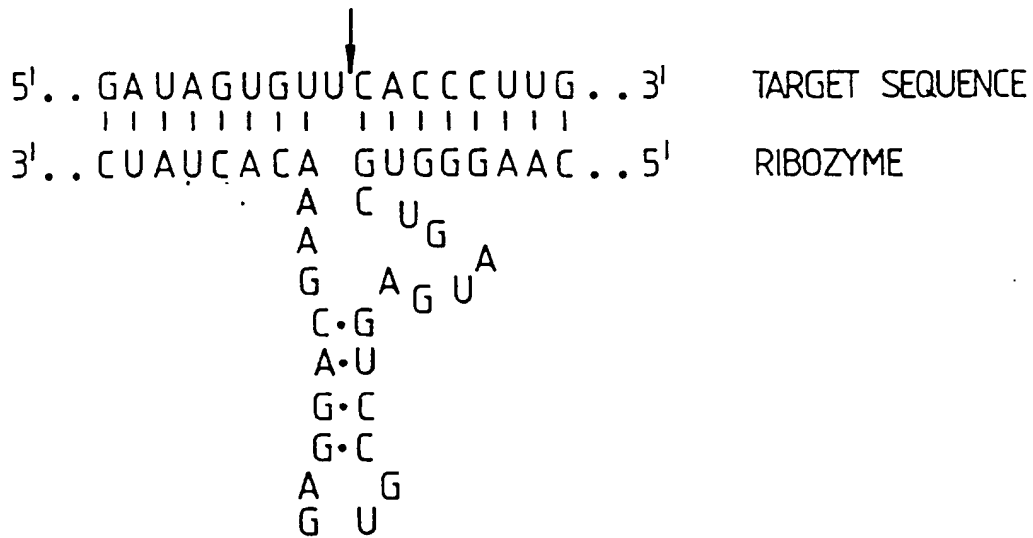 5' . . GAUAGUGUUCACCCUUG . . 3' TARGET SEQUENCE
3' . . CUAUCACA GUGGGAAC . . 5' RIBOZYME
A C U
A G
G A G U A
C·G
A·U
G·C
G·C
A G
G U